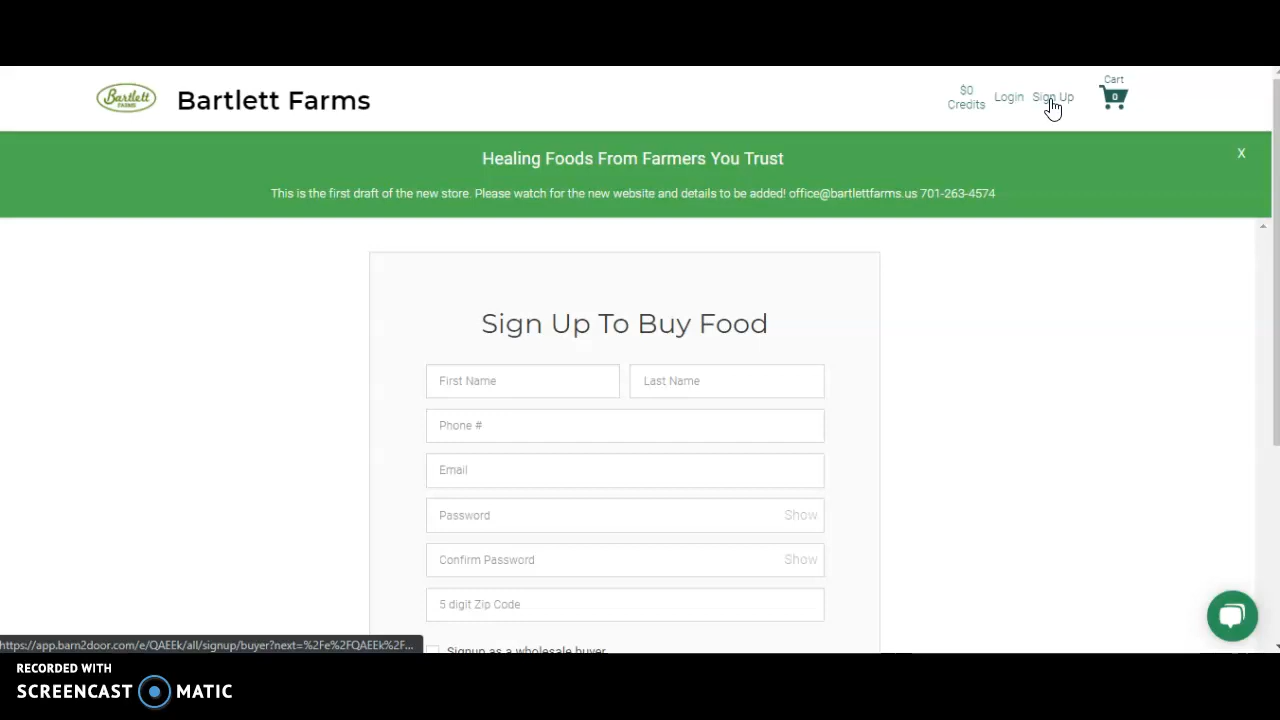 Bartlett
FARMS
Bartlett Farms
$0
Credits
Login
Sign Up
Cart
0
Healing Foods From Farmers You Trust
X
This is the first draft of the new store. Please watch for the new website and details to be added! office@bartlettfarms.us 701-263-4574
Sign Up To Buy Food
First Name
Last Name
Phone #
Email
Password
Show
Confirm Password
Show
5 digit Zip Code
Signup as a wholesale buyer
https://app.barn2door.com/e/QAEEk/all/signup/buyer?next=%2Fe%2FQAEEk%2F...
RECORDED WITH
SCREENCAST MATIC